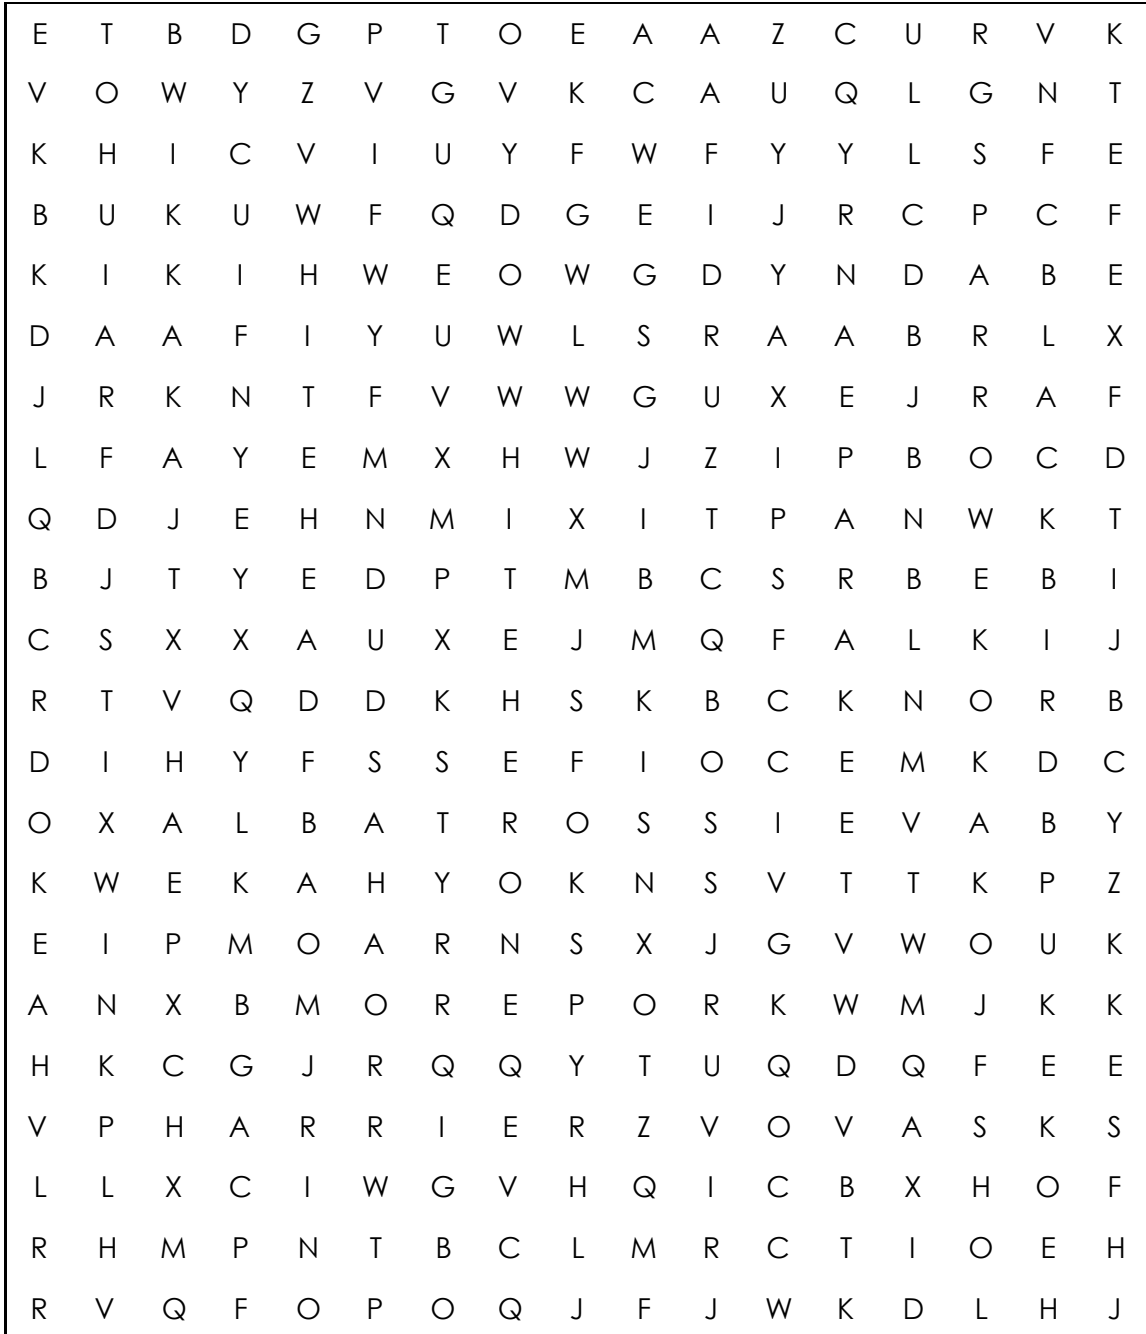 E T B D G P T O E A A Z C U R V K
V O W Y Z V G V K C A U Q L G N T
K H I C V I U Y F W F Y Y L S F E
B U K U W F Q D G E I J R C P C F
K I K I H W E O W G D Y N D A B E
D A A F I Y U W L S R A A B R L X
J R K N T F V W W G U X E J R A F
L F A Y E M X H W J Z I P B O C D
Q D J E H N M I X I T P A N W K T
B J T Y E D P T M B C S R B E B I
C S X X A U X E J M Q F A L K I J
R T V Q D D K H S K B C K N O R B
D I H Y F S S E F I O C E M K D C
O X A L B A T R O S S I E V A B Y
K W E K A H Y O K N S V T T K P Z
E I P M O A R N S X J G V W O U K
A N X B M O R E P O R K W M J K K
H K C G J R Q Q Y T U Q D Q F E E
V P H A R R I E R Z V O V A S K S
L L X C I W G V H Q I C B X H O F
R H M P N T B C L M R C T I O E H
R V Q F O P O Q J F J W K D L H J